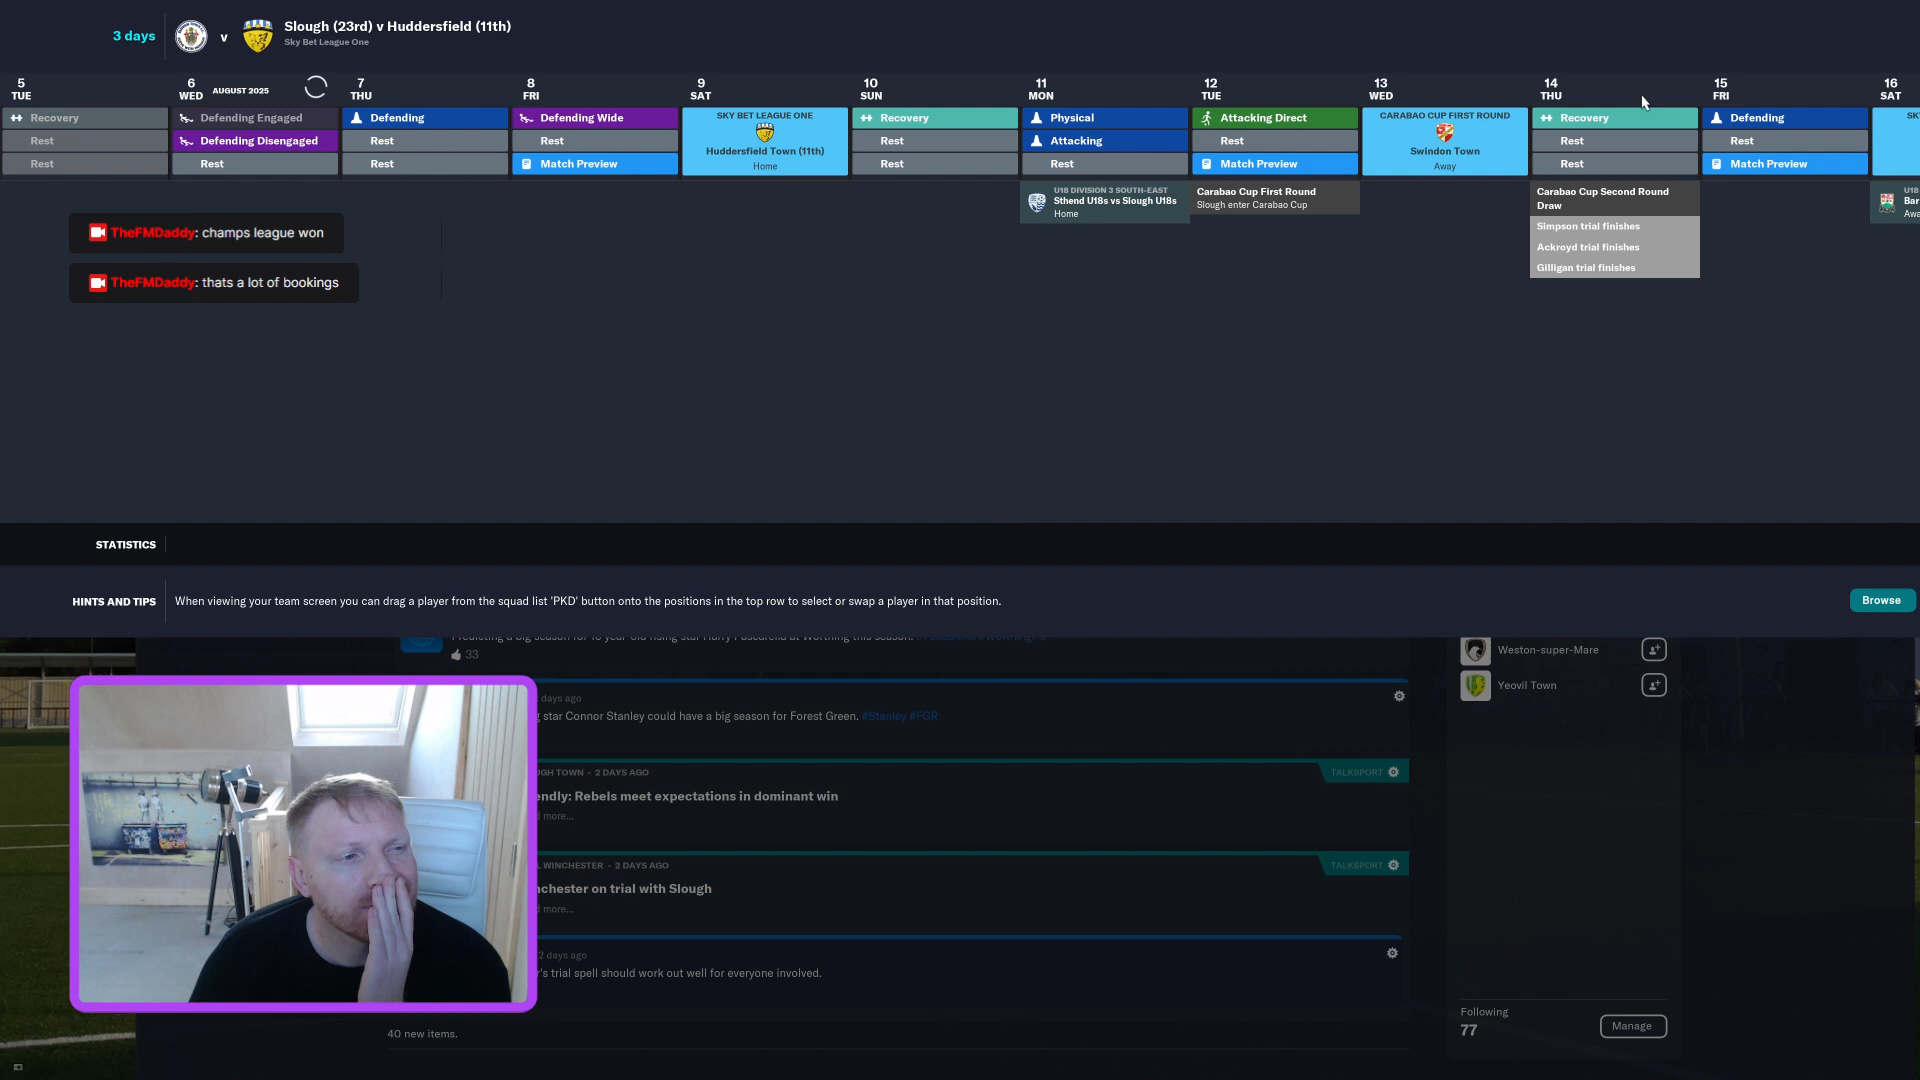 3 days
v
Slough (23rd) v Huddersfield (11th)
Sky Bet League One
5
TUE
6
WED AUGUST 2025
7
THU
8
FRI
9
SAT
10
SUN
11
MON
12
TUE
13
WED
14
THU
15
FRI
16
SAT
Recovery
Rest
Rest
Defending Engaged
Defending Disengaged
Rest
Defending
Rest
Rest
Defending Wide
Rest
Match Preview
SKY BET LEAGUE ONE
Huddersfield Town (11th)
Home
Recovery
Rest
Rest
Physical
Attacking
Rest
Attacking Direct
Rest
Match Preview
CARABAO CUP FIRST ROUND
Swindon Town
Away
Recovery
Rest
Rest
Defending
Rest
Match Preview
SK
U18 DIVISION 3 SOUTH-EAST
Sthend U18s vs Slough U18s
Home
Carabao Cup First Round
Slough enter Carabao Cup
Carabao Cup Second Round
Draw
Simpson trial finishes
Ackroyd trial finishes
Gilligan trial finishes
U18
Bar
Awa
TheFMDaddy: champs league won
TheFMDaddy: thats a lot of bookings
STATISTICS
HINTS AND TIPS
When viewing your team screen you can drag a player from the squad list 'PKD' button onto the positions in the top row to select or swap a player in that position.
Browse
33
days ago
g star Connor Stanley could have a big season for Forest Green. #Stanley #FGR
UGH TOWN - 2 DAYS AGO
TALKSPORT
endly: Rebels meet expectations in dominant win
d more...
L WINCHESTER - 2 DAYS AGO
TALKSPORT
nchester on trial with Slough
d more...
2 days ago
r's trial spell should work out well for everyone involved.
40 new items.
Weston-super-Mare
Yeovil Town
Following
77
Manage